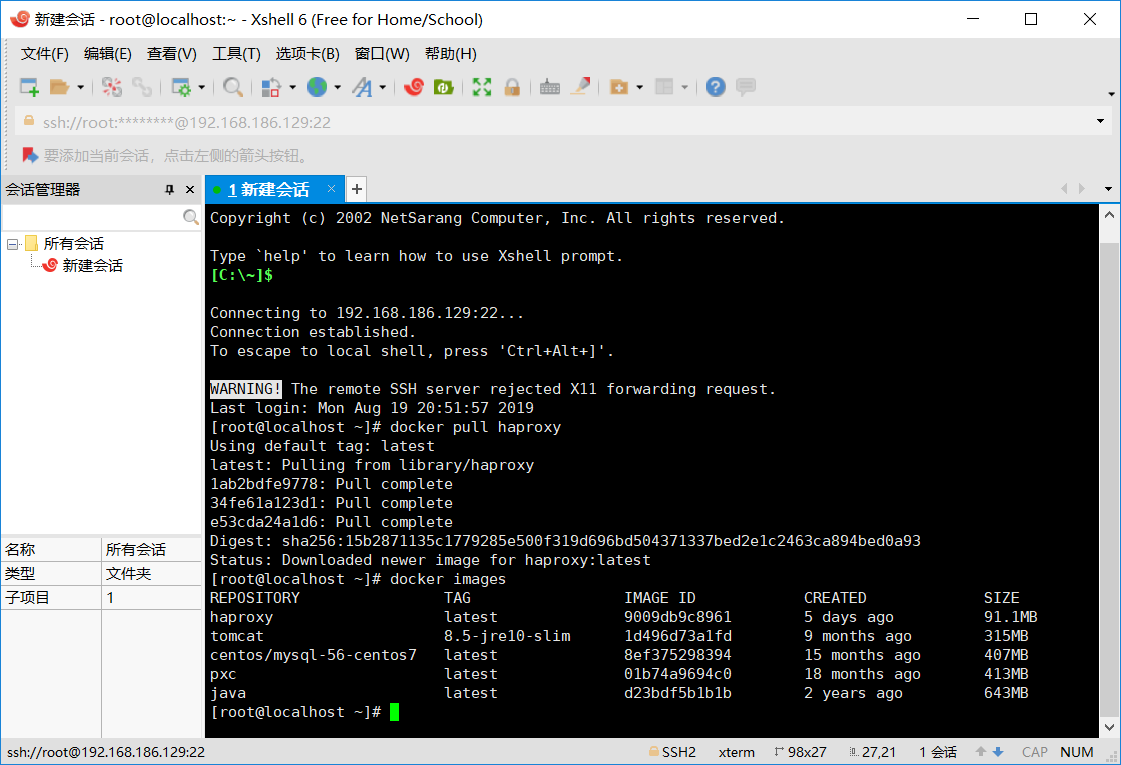 新建会话 - root@localhost:~ - Xshell 6 (Free for Home/School)
文件(F) 编辑(E) 查看(V) 工具(T) 选项卡(B) 窗口(W) 帮助(H)
ssh://root:********@192.168.186.129:22
要添加当前会话，点击左侧的箭头按钮。
会话管理器
所有会话
新建会话
名称 所有会话
类型 文件夹
子项目 1
1 新建会话
Copyright (c) 2002 NetSarang Computer, Inc. All rights reserved.
Type `help' to learn how to use Xshell prompt.
[C:\~]$
Connecting to 192.168.186.129:22...
Connection established.
To escape to local shell, press 'Ctrl+Alt+]'.
WARNING! The remote SSH server rejected X11 forwarding request.
Last login: Mon Aug 19 20:51:57 2019
[root@localhost ~]# docker pull haproxy
Using default tag: latest
latest: Pulling from library/haproxy
1ab2bdfe9778: Pull complete
34fe61a123d1: Pull complete
e53cda24a1d6: Pull complete
Digest: sha256:15b2871135c1779285e500f319d696bd504371337bed2e1c2463ca894bed0a93
Status: Downloaded newer image for haproxy:latest
[root@localhost ~]# docker images
REPOSITORY TAG IMAGE ID CREATED SIZE
haproxy latest 9009db9c8961 5 days ago 91.1MB
tomcat 8.5-jre10-slim 1d496d73a1fd 9 months ago 315MB
centos/mysql-56-centos7 latest 8ef375298394 15 months ago 407MB
pxc latest 01b74a9694c0 18 months ago 413MB
java latest d23bdf5b1b1b 2 years ago 643MB
[root@localhost ~]#
ssh://root@192.168.186.129:22 SSH2 xterm 98x27 27,21 1 会话 CAP NUM